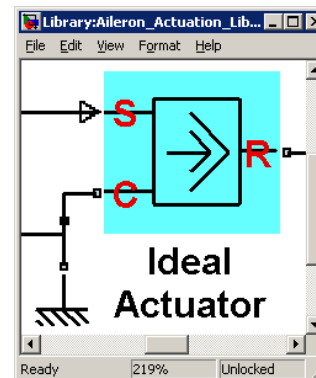 Library:Aileron_Actuation_Lib...
File Edit View Format Help
S
R
C
Ideal
Actuator
Ready 219% Unlocked